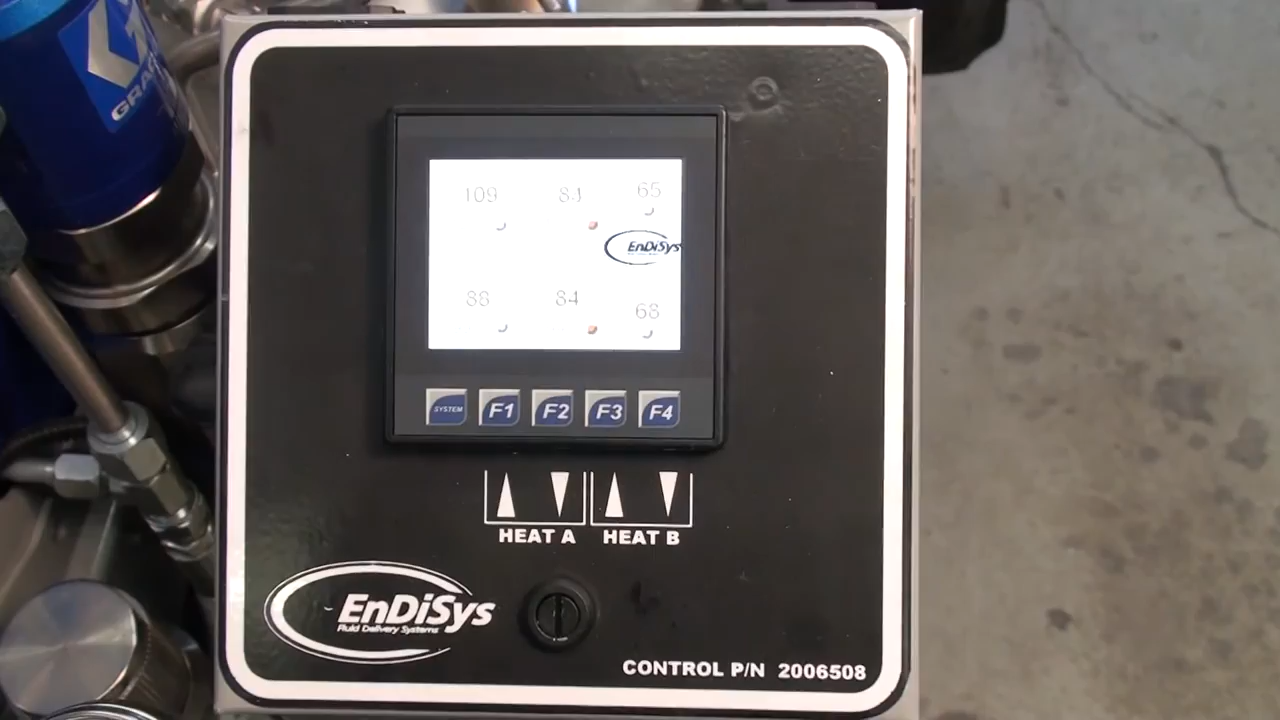 GRA
109 84 65
EnDiSys
88 84 68
SYSTEM F1 F2 F3 F4
HEAT A HEAT B
EnDiSys
Fluid Delivery Systems
CONTROL P/N 2006508